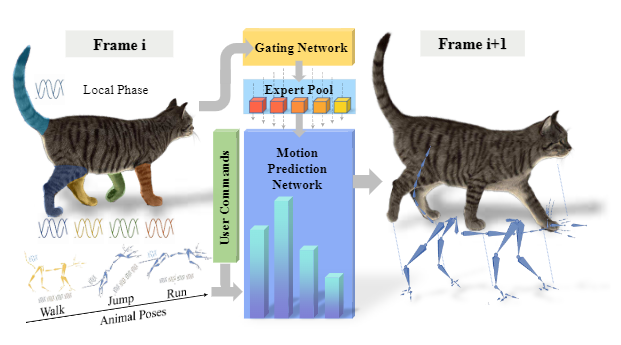 Frame i
Gating Network
Frame i+1
Local Phase
Expert Pool
User Commands
Motion
Prediction
Network
Walk
Jump
Run
Animal Poses